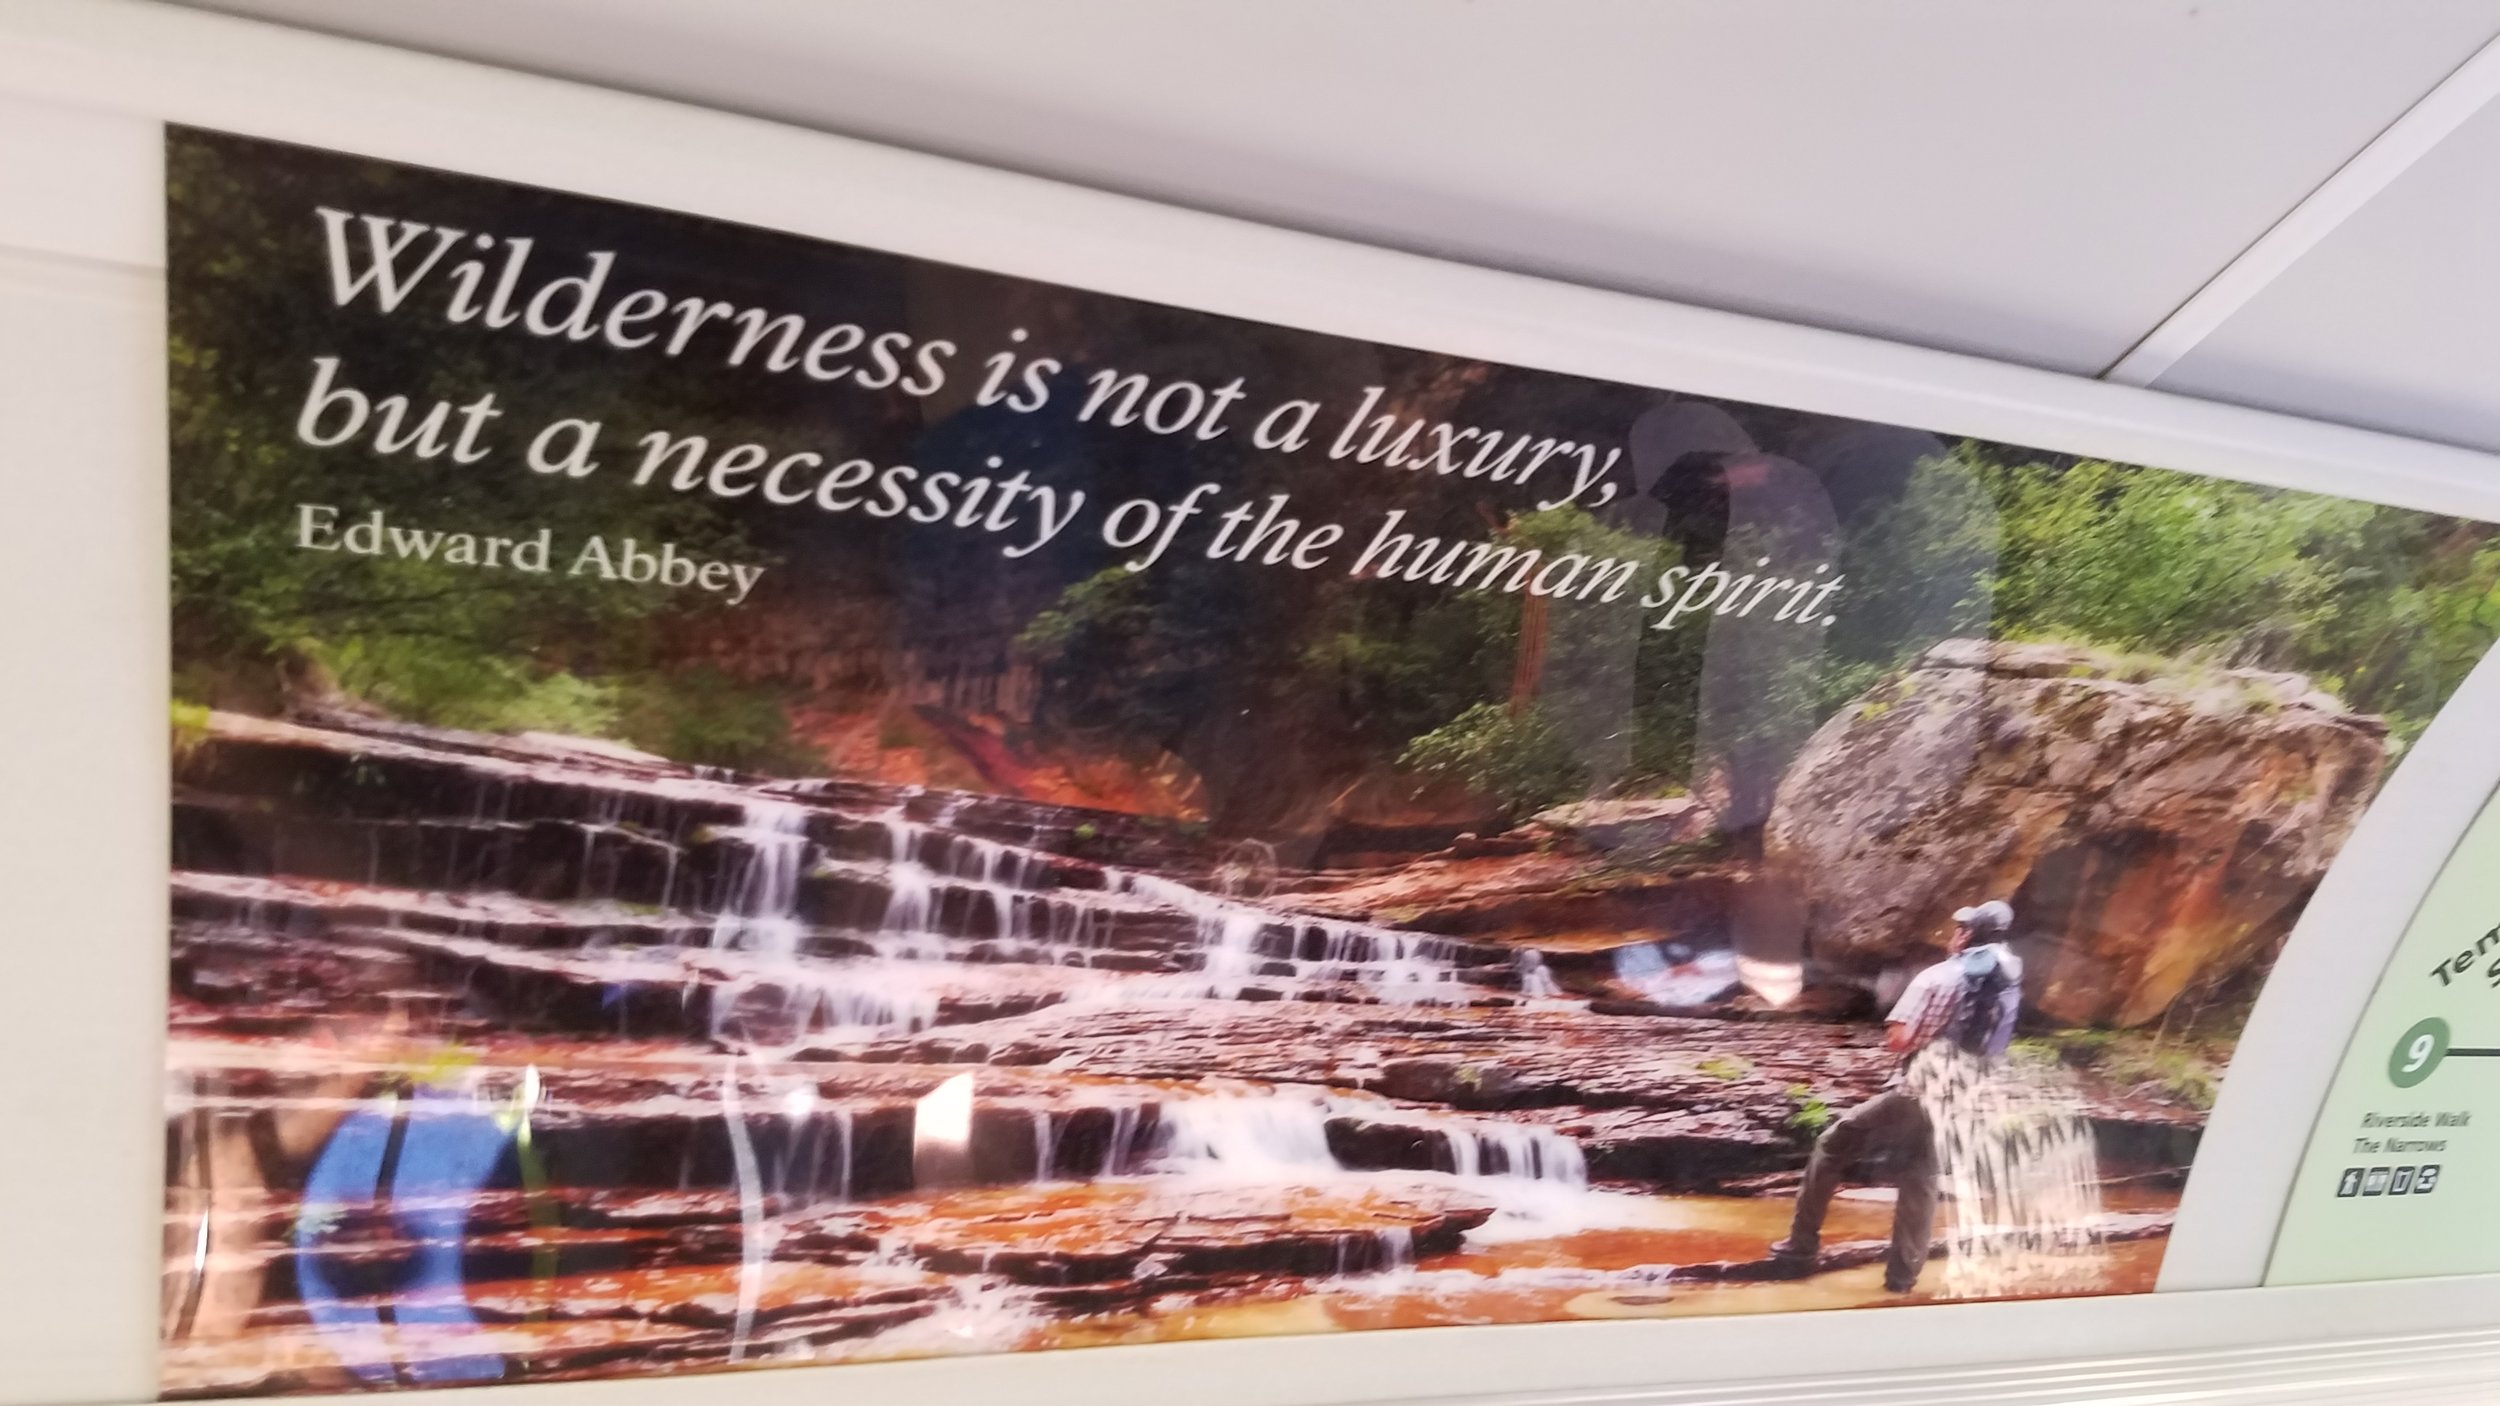 Wilderness is not a luxury,
but a necessity of the human spirit.
Edward Abbey
9
Riverside Walk
The Narrows